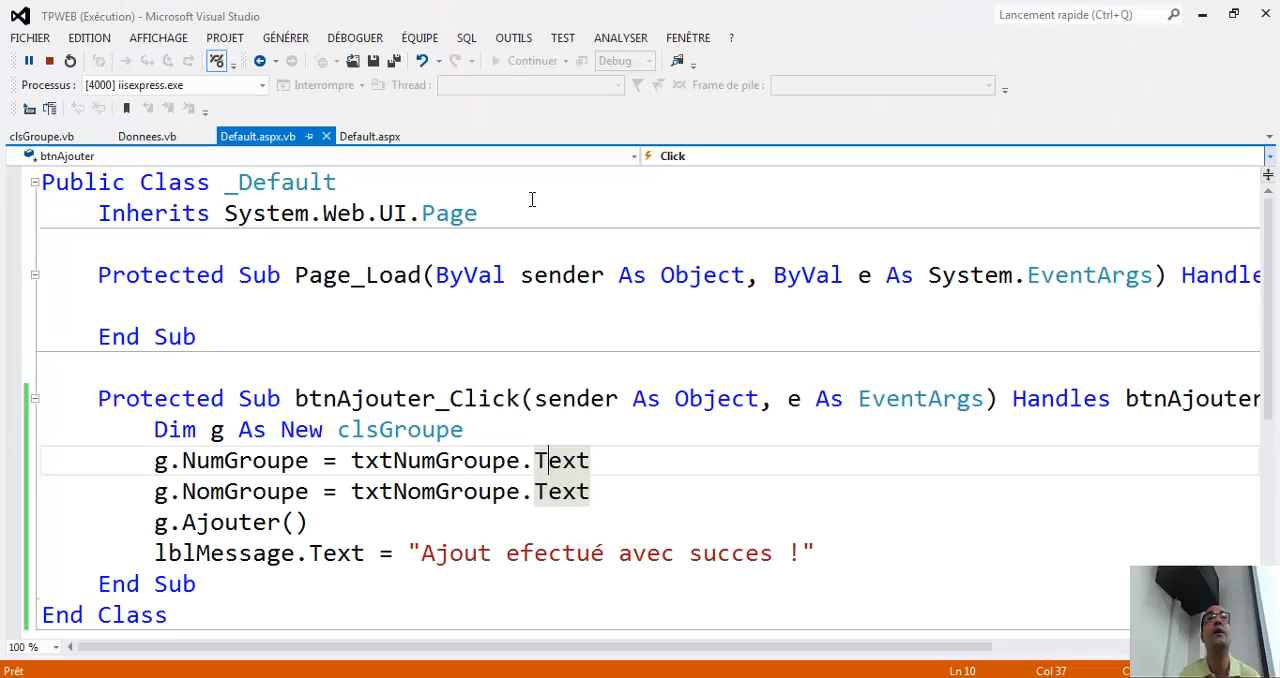 TPWEB (Exécution) - Microsoft Visual Studio
Lancement rapide (Ctrl+Q)
FICHIER EDITION AFFICHAGE PROJET GÉNÉRER DÉBOGUER ÉQUIPE SQL OUTILS TEST ANALYSER FENÊTRE ?
Continuer Debug
Processus : [4000] iisexpress.exe Interrompre Thread : Frame de pile :
clsGroupe.vb Donnees.vb Default.aspx.vb Default.aspx
btnAjouter Click
Public Class _Default
Inherits System.Web.UI.Page
Protected Sub Page_Load(ByVal sender As Object, ByVal e As System.EventArgs) Handle
End Sub
Protected Sub btnAjouter_Click(sender As Object, e As EventArgs) Handles btnAjouter
Dim g As New clsGroupe
g.NumGroupe = txtNumGroupe.Text
g.NomGroupe = txtNomGroupe.Text
g.Ajouter()
lblMessage.Text = "Ajout efectué avec succes !"
End Sub
End Class
100 %
Prêt Ln 10 Col 37